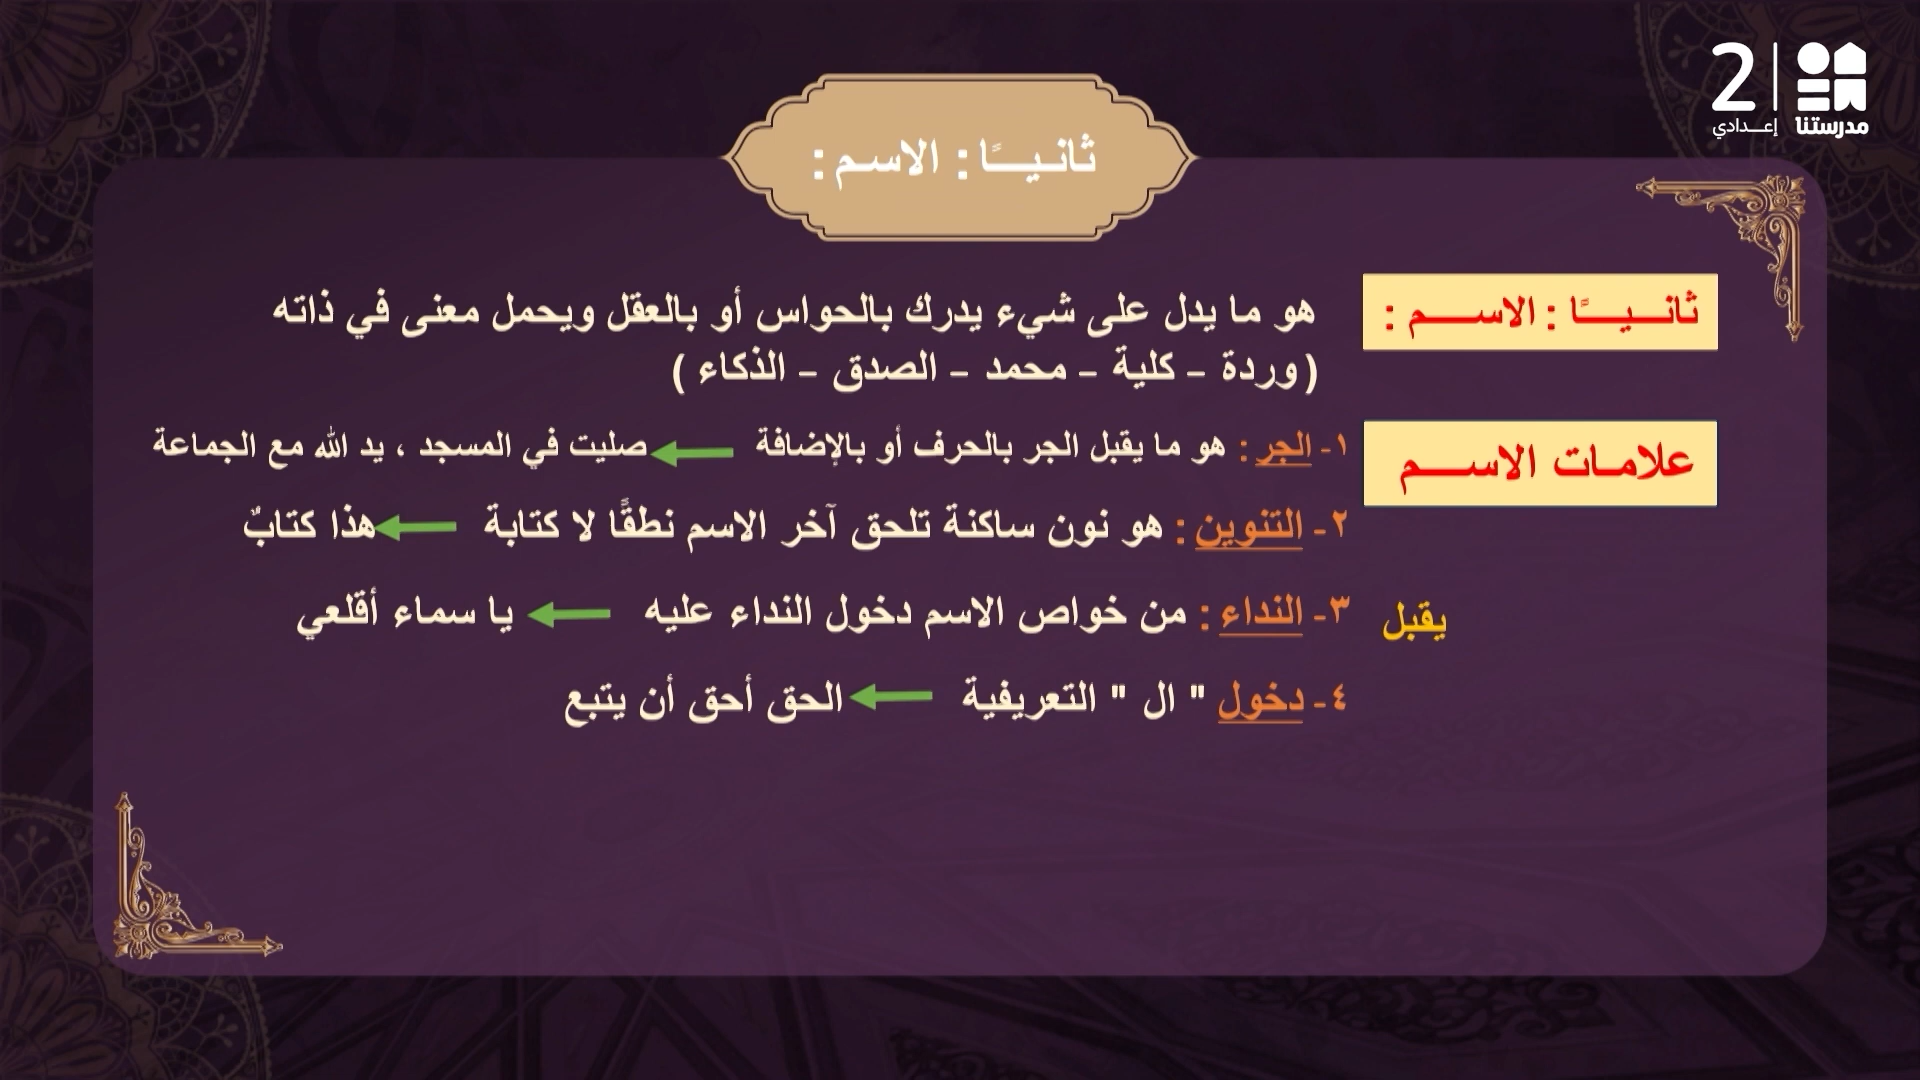 مدرستنا 2 إعـدادي
ثانيـًا : الاسم :
ثانـيـًا : الاسـم :
هو ما يدل على شيء يدرك بالحواس أو بالعقل ويحمل معنى في ذاته
( وردة – كلية – محمد – الصدق – الذكاء )
علامـات الاسـم
١- الجر : هو ما يقبل الجر بالحرف أو بالإضافة ← صليت في المسجد ، يد الله مع الجماعة
٢- التنوين : هو نون ساكنة تلحق آخر الاسم نطقًا لا كتابة ← هذا كتابٌ
يقبل
٣- النداء : من خواص الاسم دخول النداء عليه ← يا سماء أقلعي
٤- دخول " ال " التعريفية ← الحق أحق أن يتبع